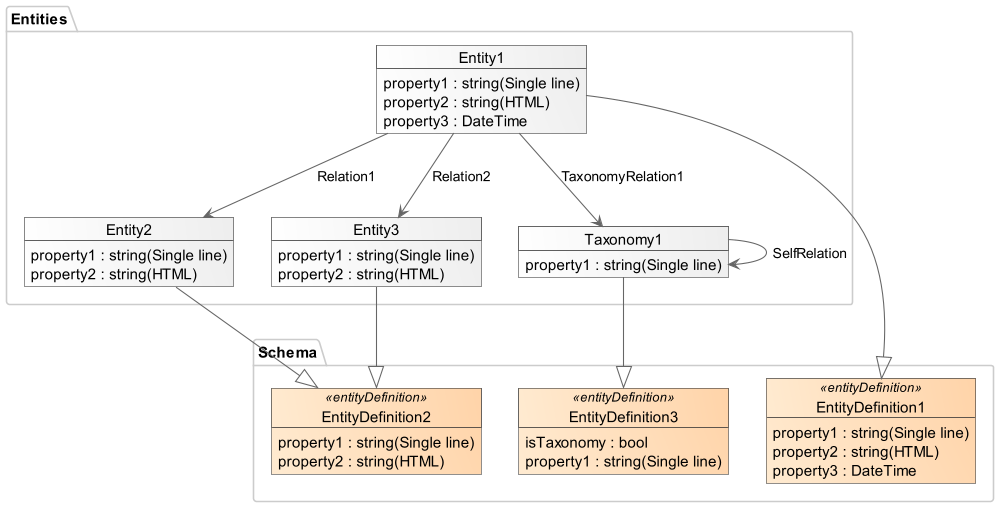 Entities
Entity1
property1 : string(Single line)
property2 : string(HTML)
property3 : DateTime
Relation1
Relation2
TaxonomyRelation1
Entity2
property1 : string(Single line)
property2 : string(HTML)
Entity3
property1 : string(Single line)
property2 : string(HTML)
Taxonomy1
property1 : string(Single line)
SelfRelation
Schema
«entityDefinition»
EntityDefinition2
property1 : string(Single line)
property2 : string(HTML)
«entityDefinition»
EntityDefinition3
isTaxonomy : bool
property1 : string(Single line)
«entityDefinition»
EntityDefinition1
property1 : string(Single line)
property2 : string(HTML)
property3 : DateTime